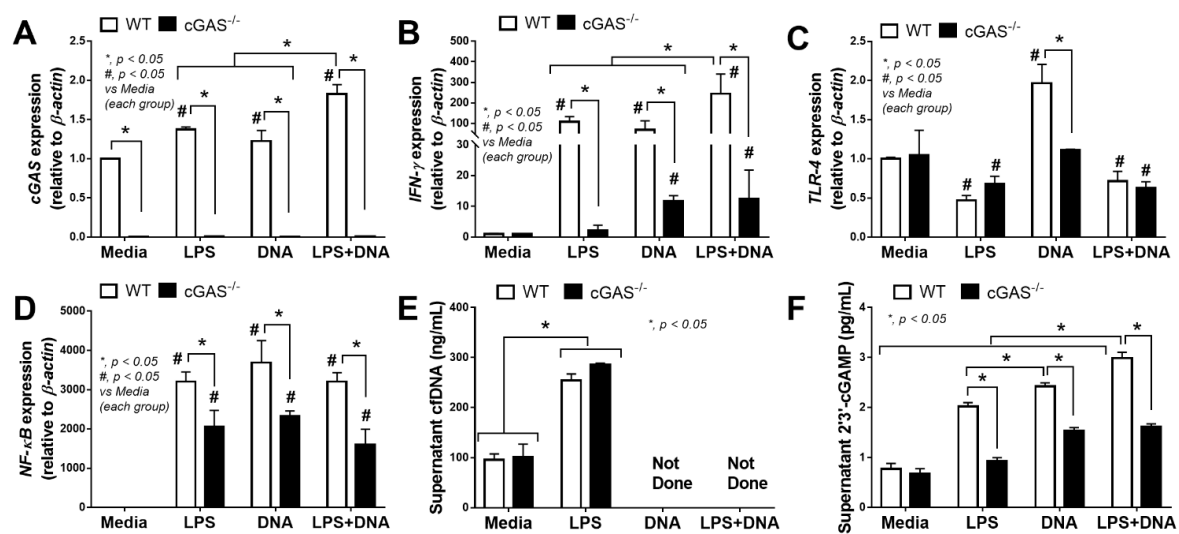 A
WT cGAS-/-
cGAS expression
(relative to β-actin)
2.5
2.0
1.5
1.0
0.5
0.0
*, p < 0.05
#, p < 0.05
vs Media
(each group)
*
# *
# *
*
# *
Media LPS DNA LPS+DNA
B
WT cGAS-/-
IFN-γ expression
(relative to β-actin)
500
400
300
200
100
30
20
10
0
*, p < 0.05
#, p < 0.05
vs Media
(each group)
# *
# *
#
*
*
#
#
Media LPS DNA LPS+DNA
C
WT cGAS-/-
TLR-4 expression
(relative to β-actin)
2.5
2.0
1.5
1.0
0.5
0.0
*, p < 0.05
#, p < 0.05
vs Media
(each group)
# #
# *
# #
Media LPS DNA LPS+DNA
D
WT cGAS-/-
NF-κB expression
(relative to β-actin)
5000
4000
3000
2000
1000
0
*, p < 0.05
#, p < 0.05
vs Media
(each group)
# *
#
# *
#
# *
#
Media LPS DNA LPS+DNA
E
WT cGAS-/-
Supernatant cfDNA (ng/mL)
400
300
200
100
0
*
*, p < 0.05
Not
Done
Not
Done
Media LPS DNA LPS+DNA
F
WT cGAS-/-
Supernatant 2'3'-cGAMP (pg/mL)
4
3
2
1
0
*, p < 0.05
*
*
*
*
*
Media LPS DNA LPS+DNA